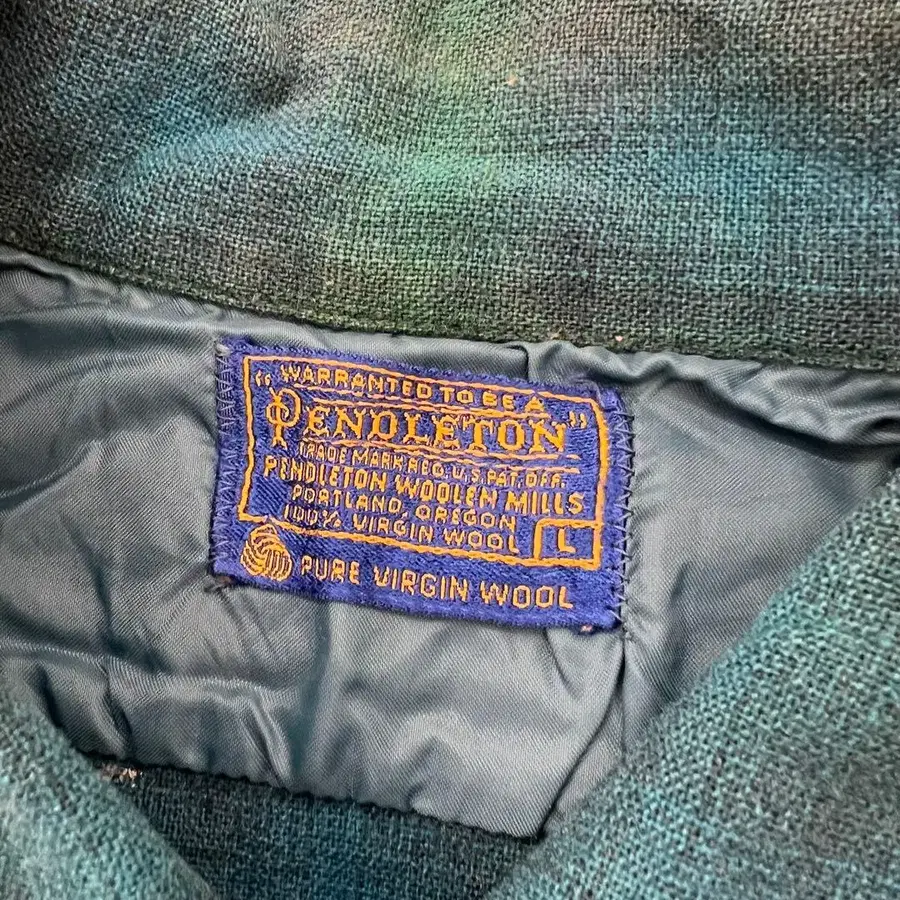 WARRANTED TO BE A
"PENDLETON"
TRADE MARK REG. U.S. PAT. OFF.
PENDLETON WOOLEN MILLS
PORTLAND, OREGON
100% VIRGIN WOOL L
PURE VIRGIN WOOL